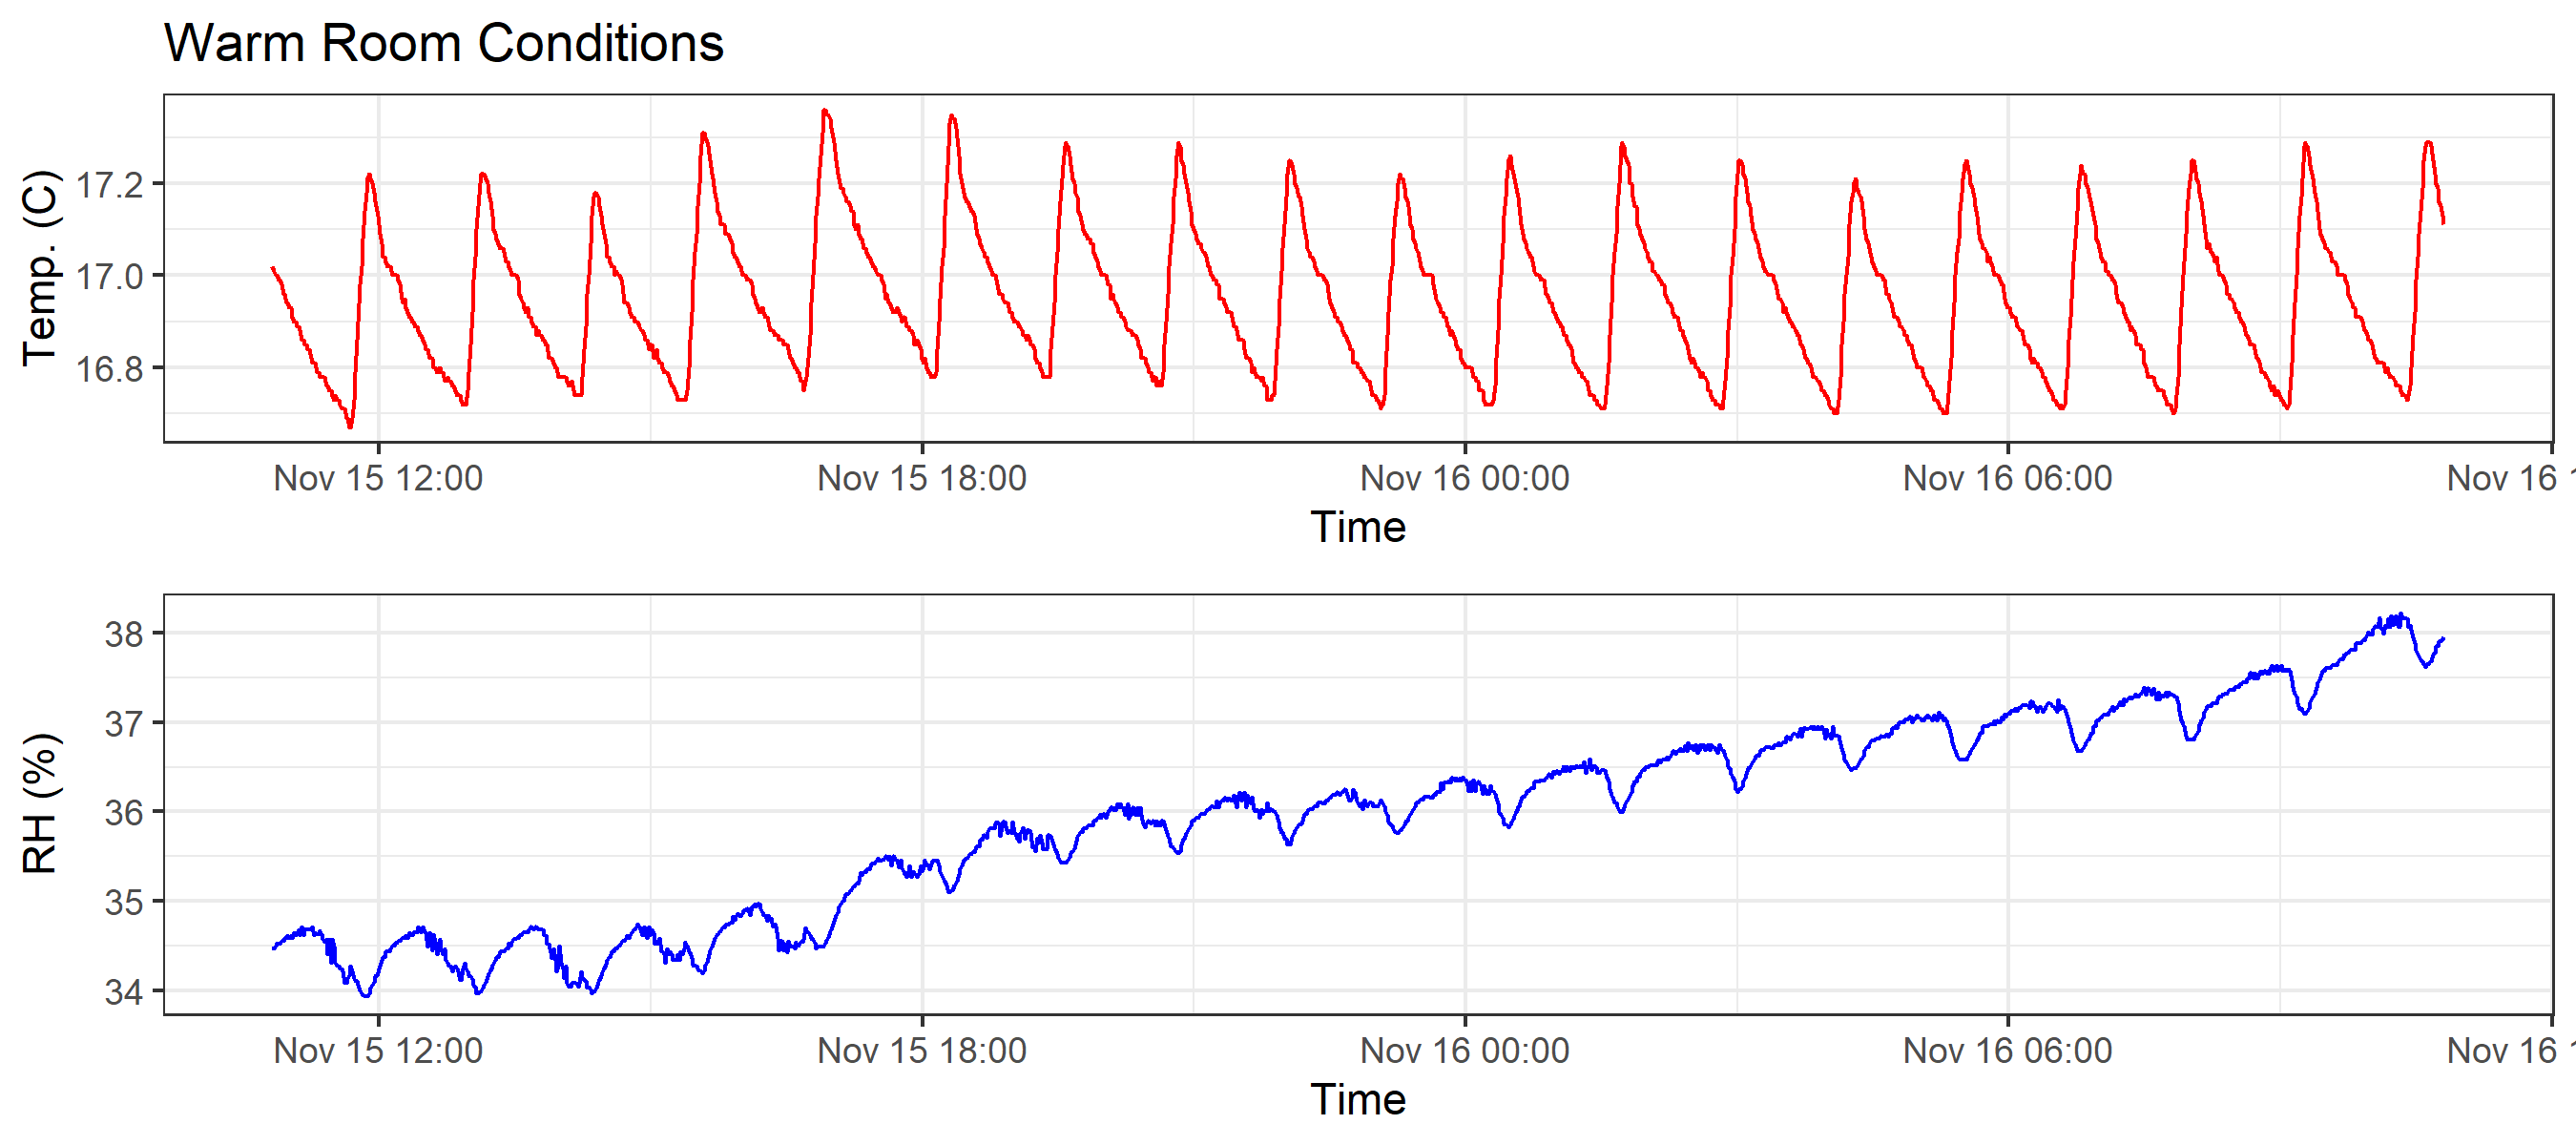 Warm Room Conditions
Temp. (C)
17.2
17.0
16.8
Nov 15 12:00 Nov 15 18:00 Nov 16 00:00 Nov 16 06:00 Nov 16 1
Time
RH (%)
38
37
36
35
34
Nov 15 12:00 Nov 15 18:00 Nov 16 00:00 Nov 16 06:00 Nov 16 1
Time